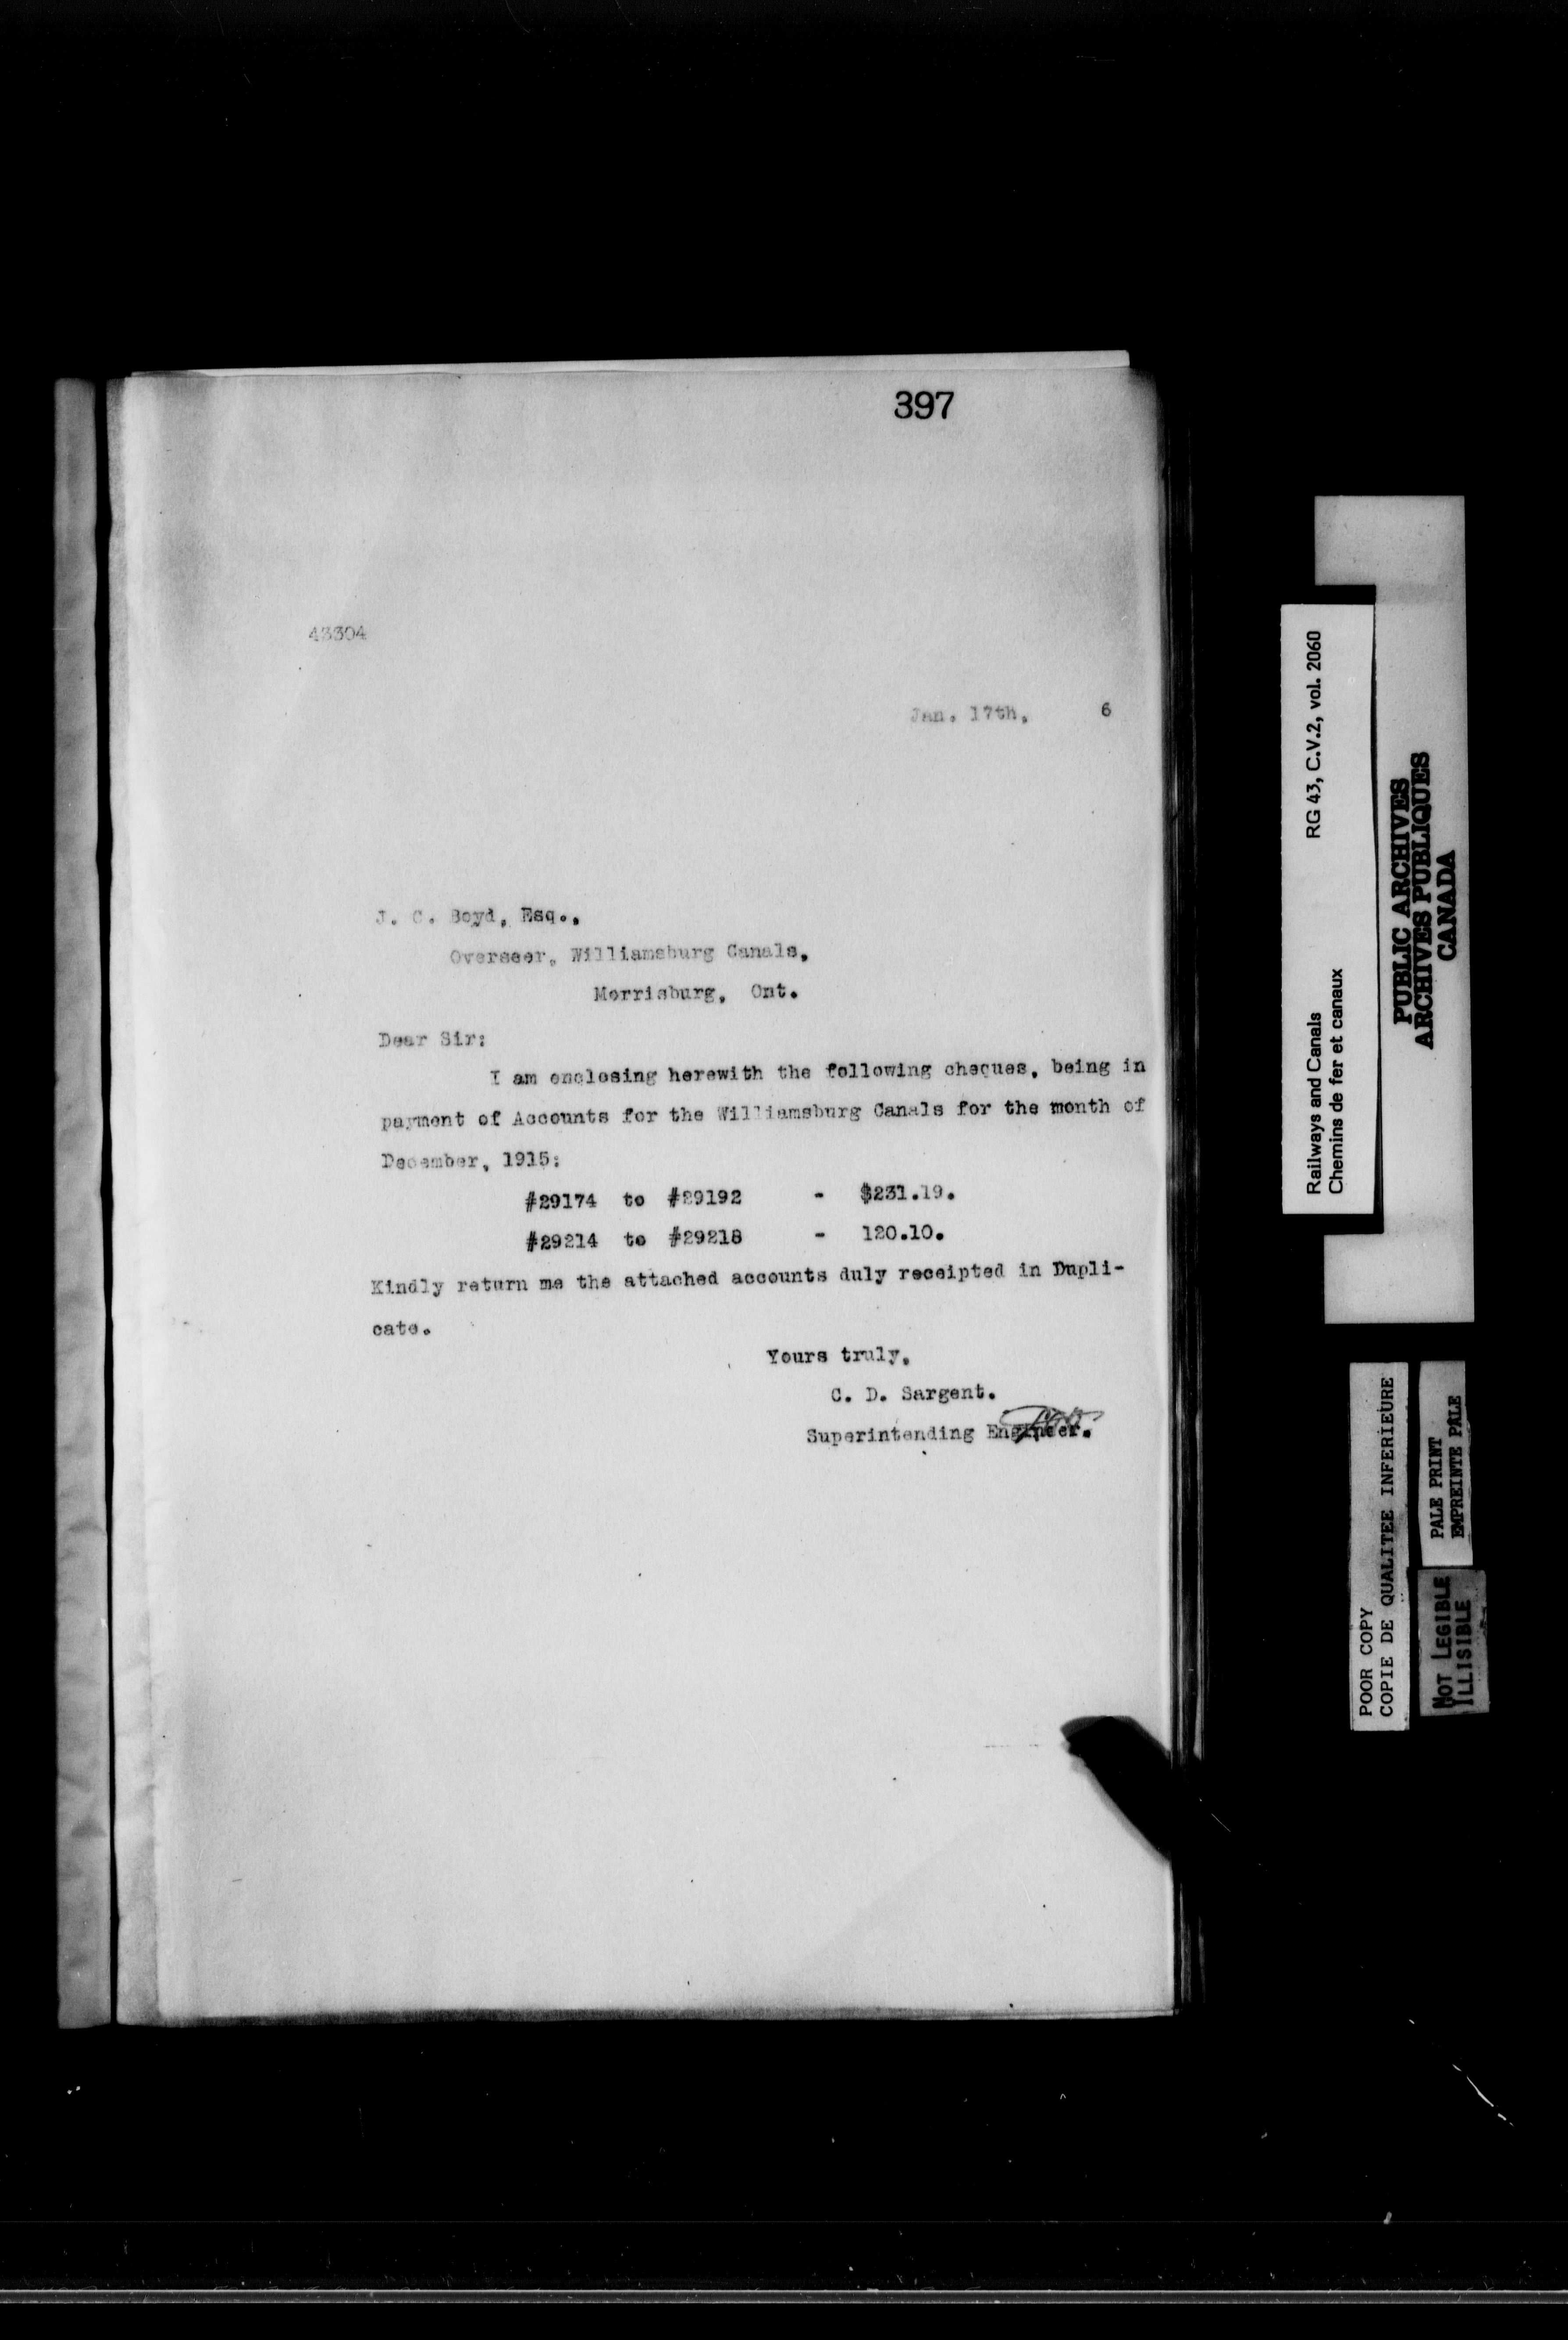 397
43304
Jan. 17th, 6
J. C. Boyd, Esq.,
Overseer, Williamsburg Canals,
Morrisburg, Ont.
Dear Sir:
I am enclosing herewith the following cheques, being in
payment of Accounts for the Williamsburg Canals for the month of
December, 1915:
#29174 to #29192 - $231.19.
#29214 to #29218 - 120.10.
Kindly return me the attached accounts duly receipted in Dupli-
cate.
Yours truly,
C. D. Sargent.
Superintending Engineer.
Railways and Canals RG 43, C.V.2, vol. 2060
Chemins de fer et canaux
PUBLIC ARCHIVES
ARCHIVES PUBLIQUES
CANADA
POOR COPY
COPIE DE QUALITEE INFERIEURE
PALE PRINT
EMPREINTE PALE
NOT LEGIBLE
ILLISIBLE